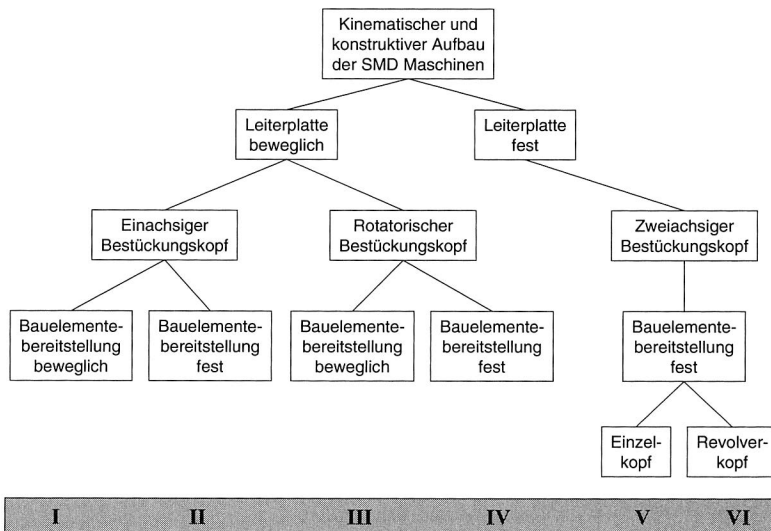 Kinematischer und
konstruktiver Aufbau
der SMD Maschinen
Leiterplatte
beweglich
Leiterplatte
fest
Einachsiger
Bestückungskopf
Rotatorischer
Bestückungskopf
Zweiachsiger
Bestückungskopf
Bauelemente-
bereitstellung
beweglich
Bauelemente-
bereitstellung
fest
Bauelemente-
bereitstellung
beweglich
Bauelemente-
bereitstellung
fest
Bauelemente-
bereitstellung
fest
Einzel-
kopf
Revolver-
kopf
I II III IV V VI